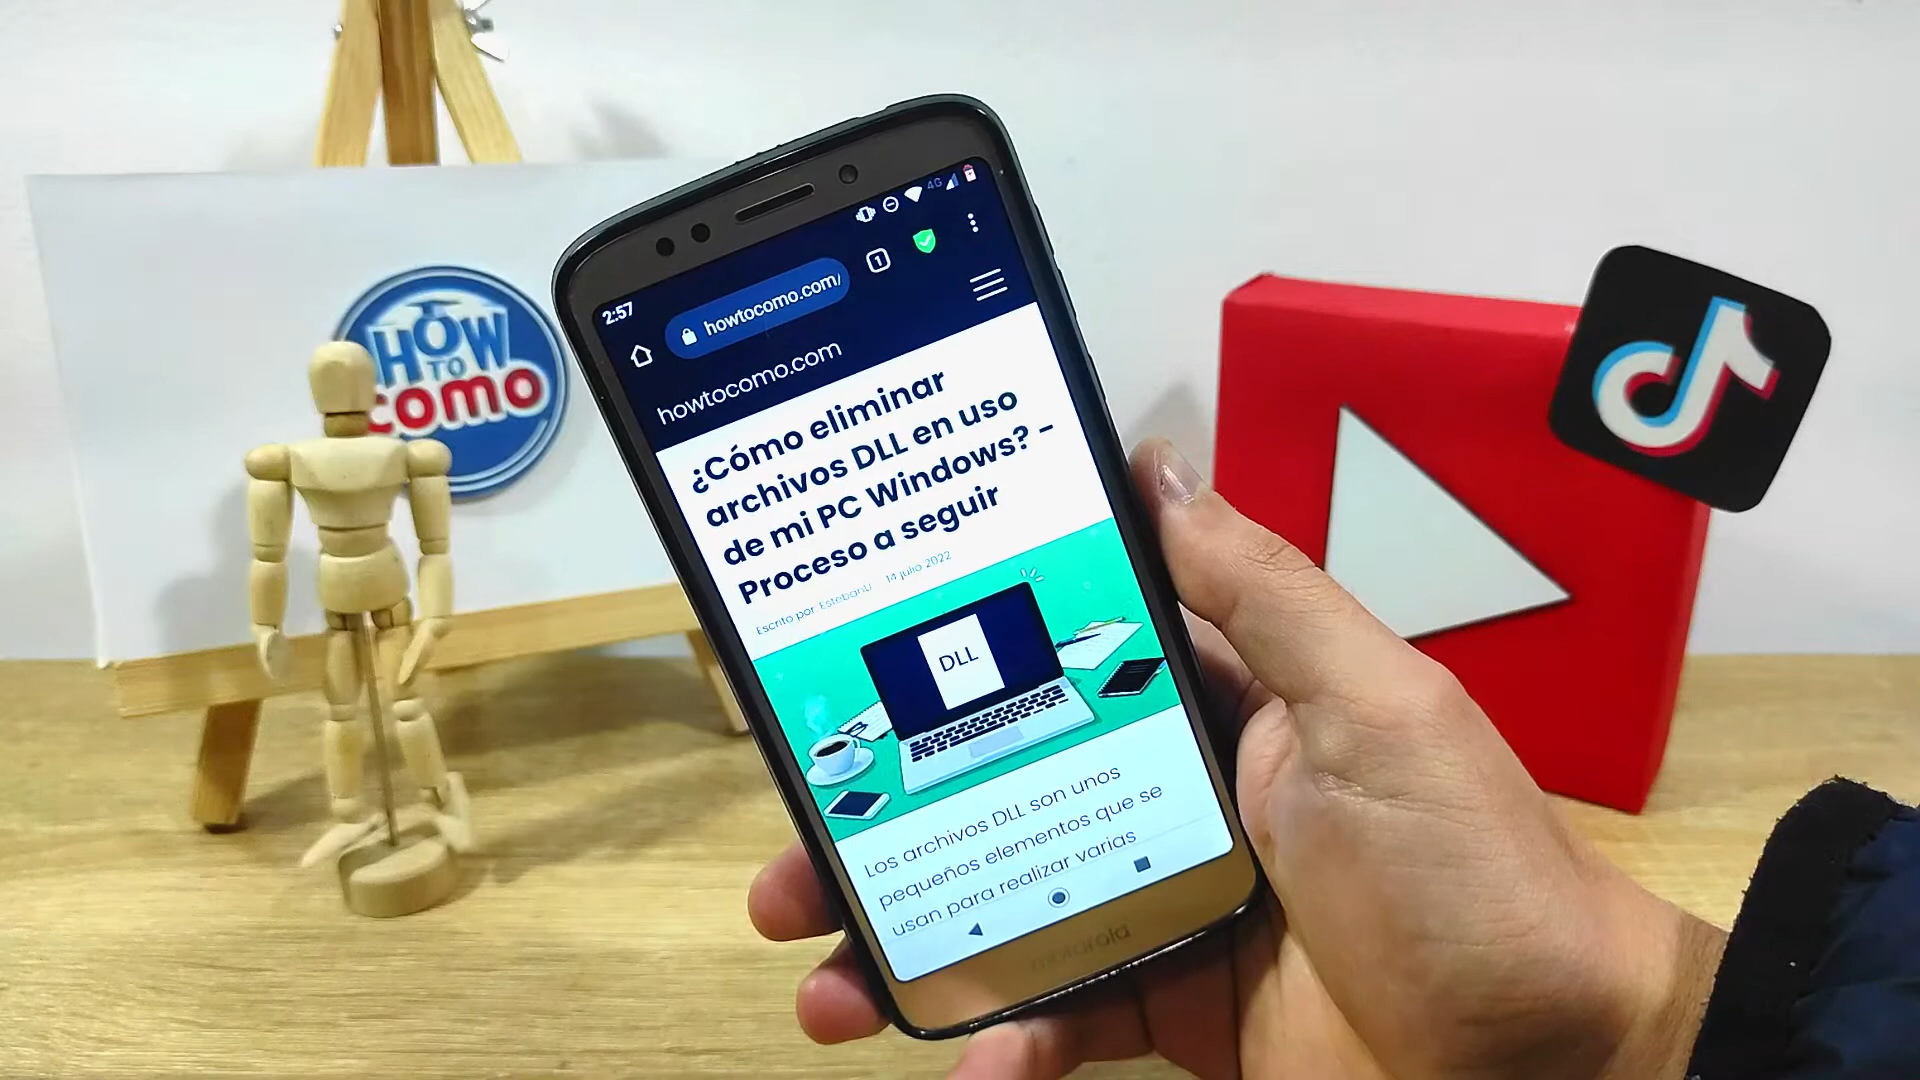 HOW
TO
como
4G
2:57
howtocomo.com/
1
howtocomo.com
¿Cómo eliminar
archivos DLL en uso
de mi PC Windows? -
Proceso a seguir
Escrito por EstebanU 14 julio 2022
DLL
Los archivos DLL son unos
pequeños elementos que se
usan para realizar varias
motorola